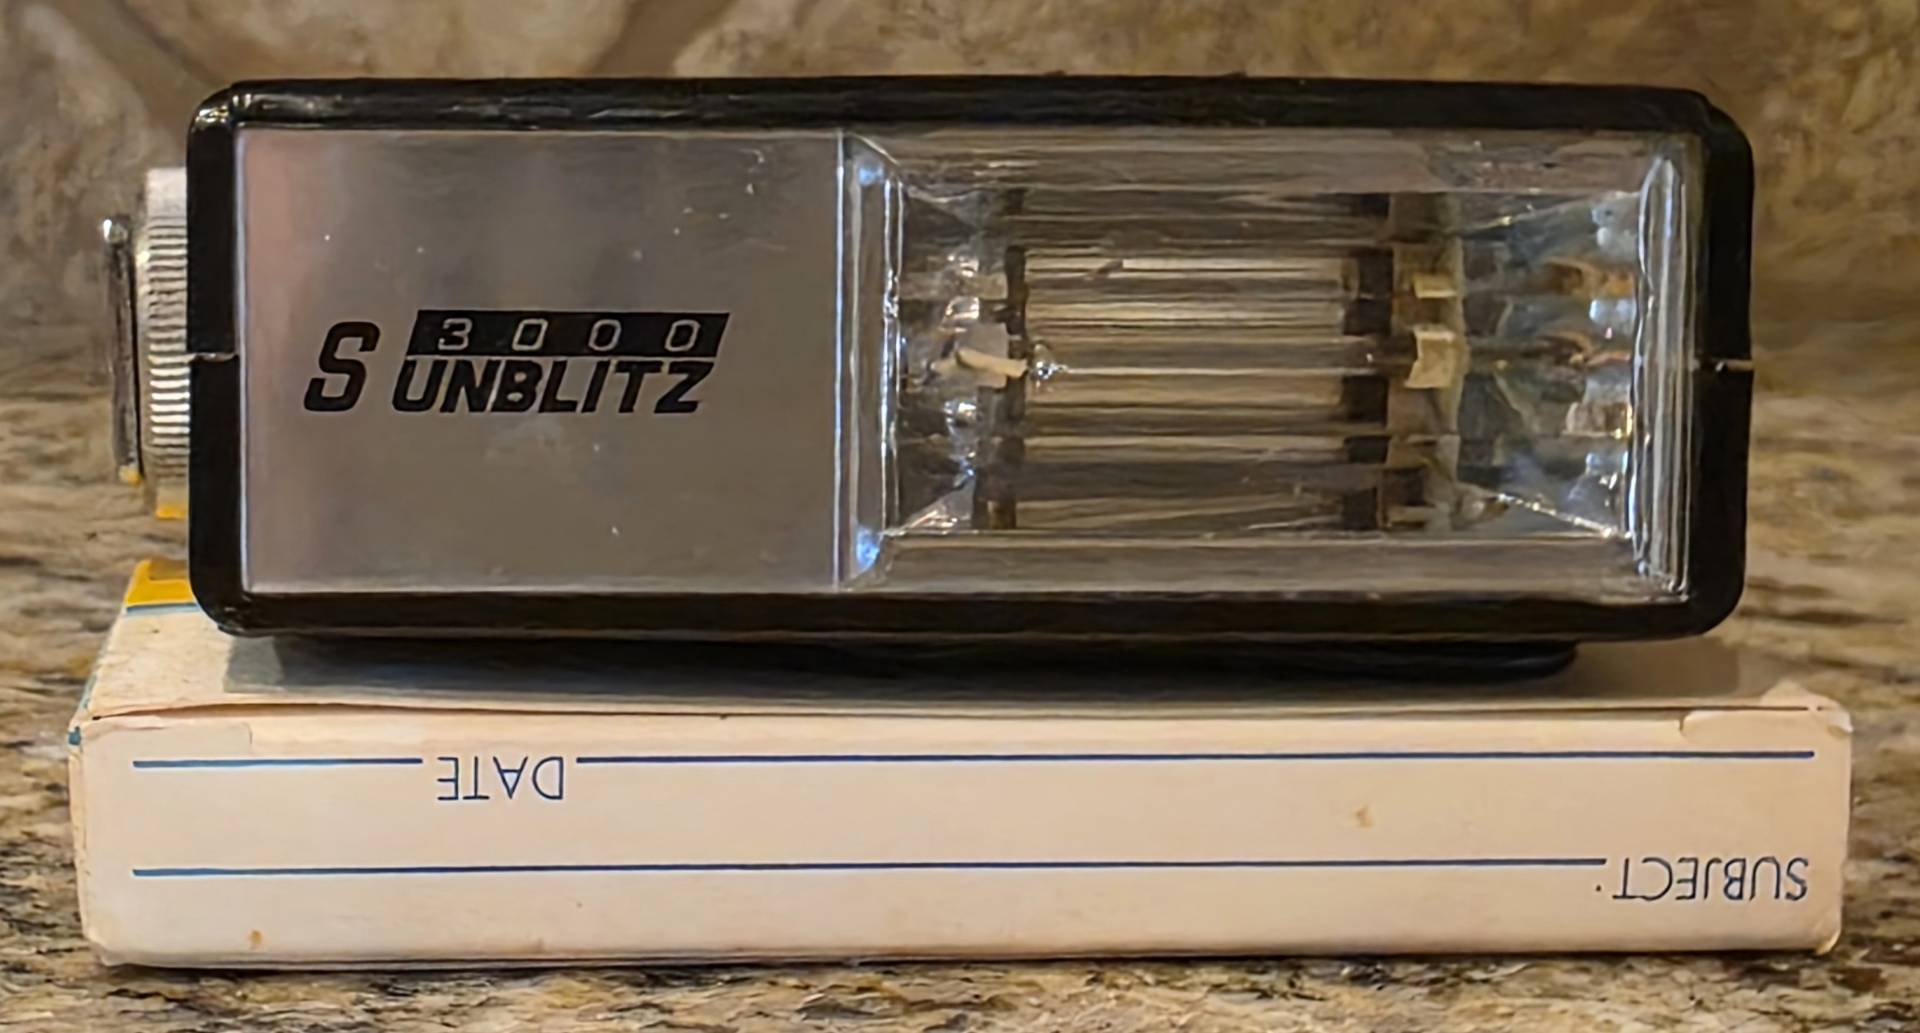 3000
SUNBLITZ
DATE
SUBJECT: